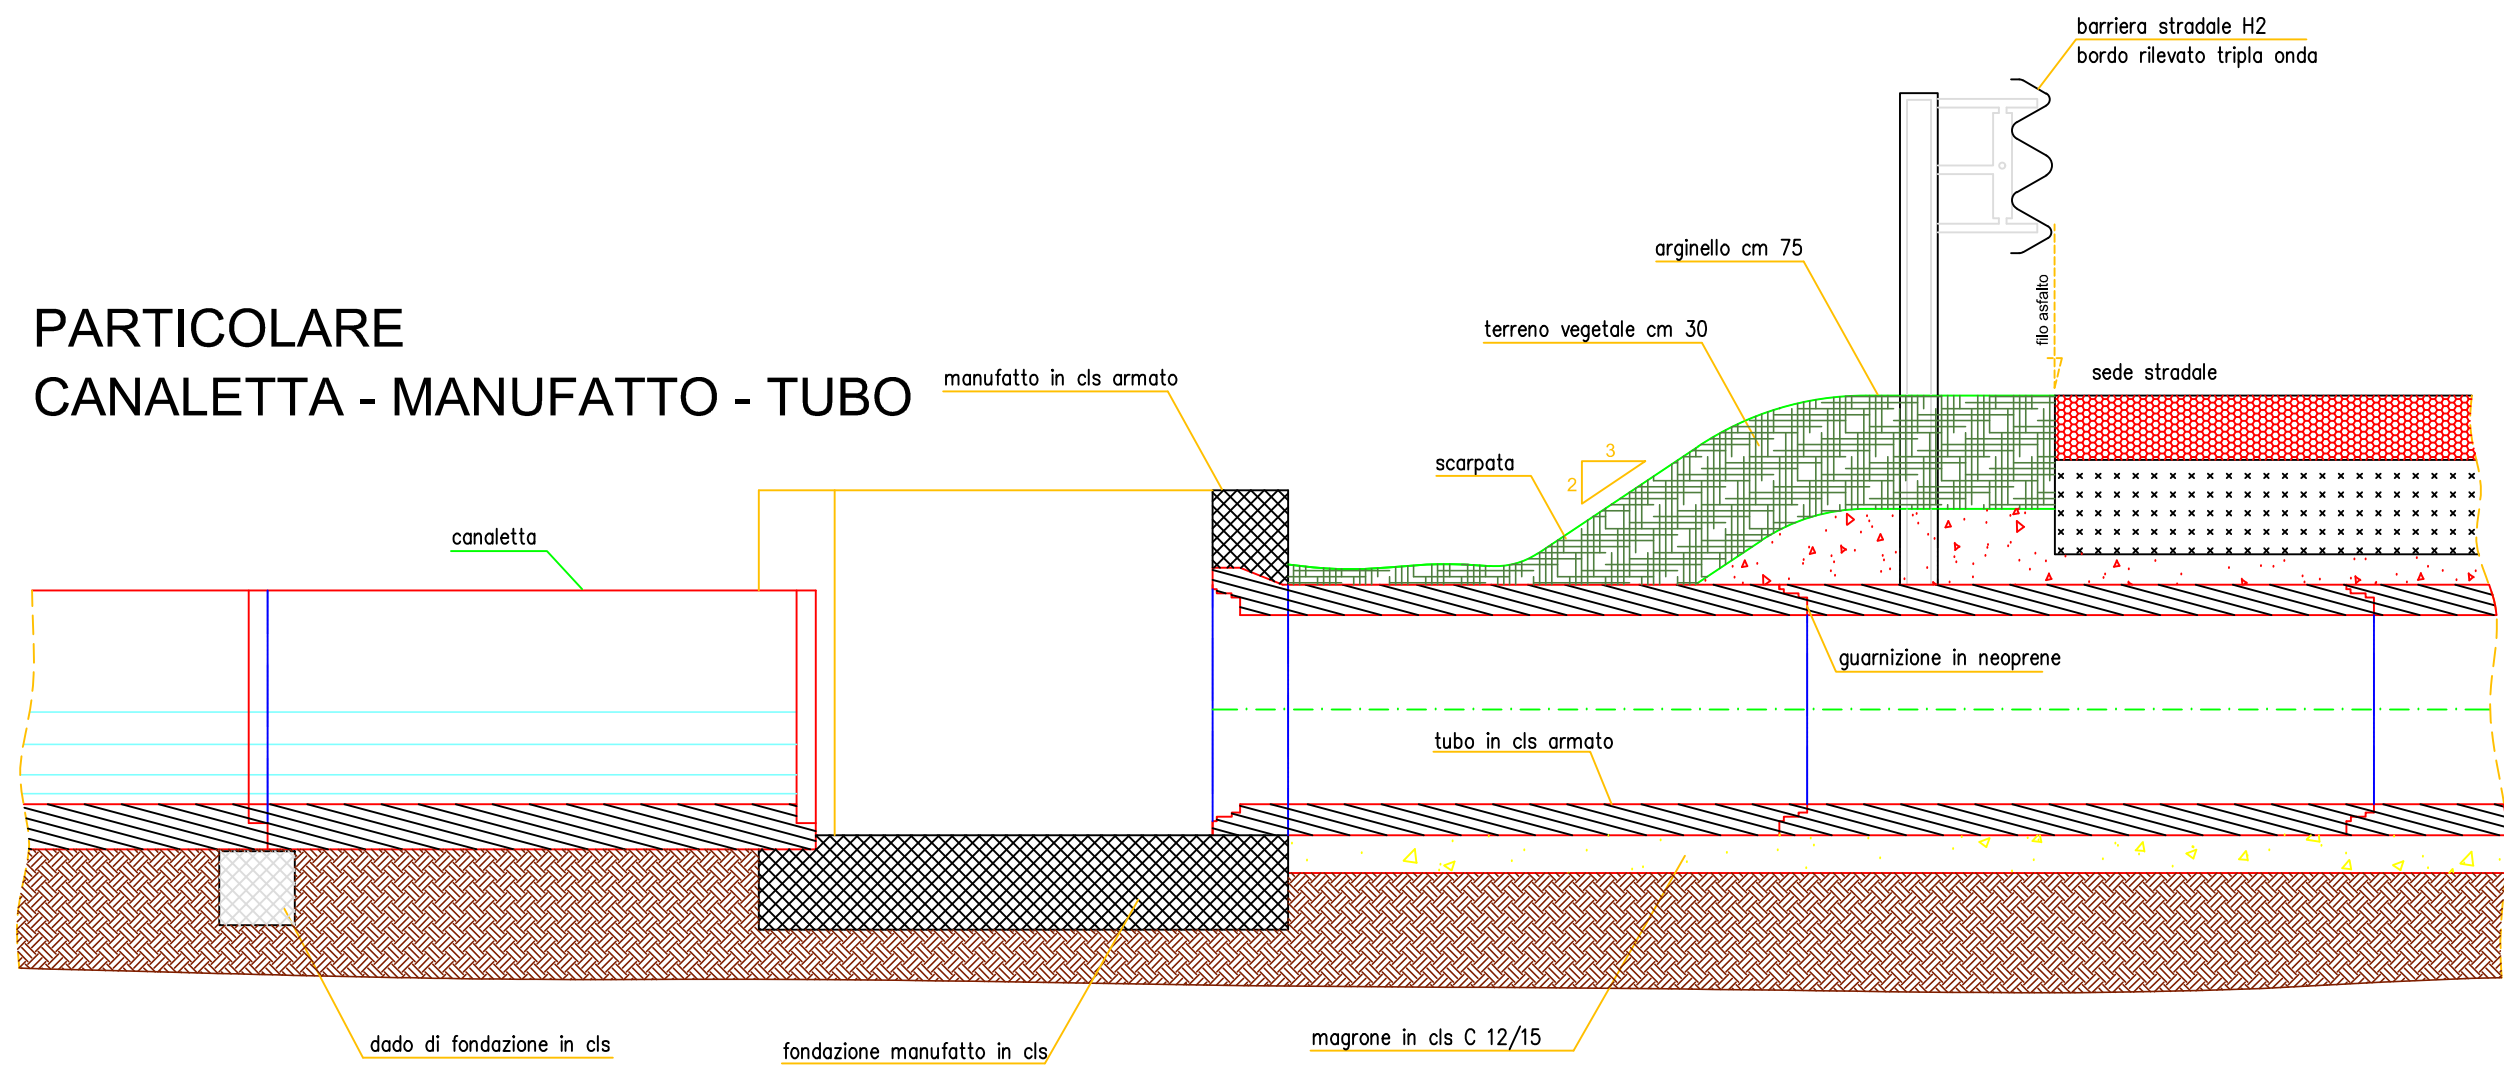 barriera stradale H2
bordo rilevato tripla onda
arginello cm 75
filo asfalto
PARTICOLARE
CANALETTA - MANUFATTO - TUBO
terreno vegetale cm 30
manufatto in cls armato
sede stradale
scarpata
3
2
canaletta
guarnizione in neoprene
tubo in cls armato
dado di fondazione in cls
fondazione manufatto in cls
magrone in cls C 12/15